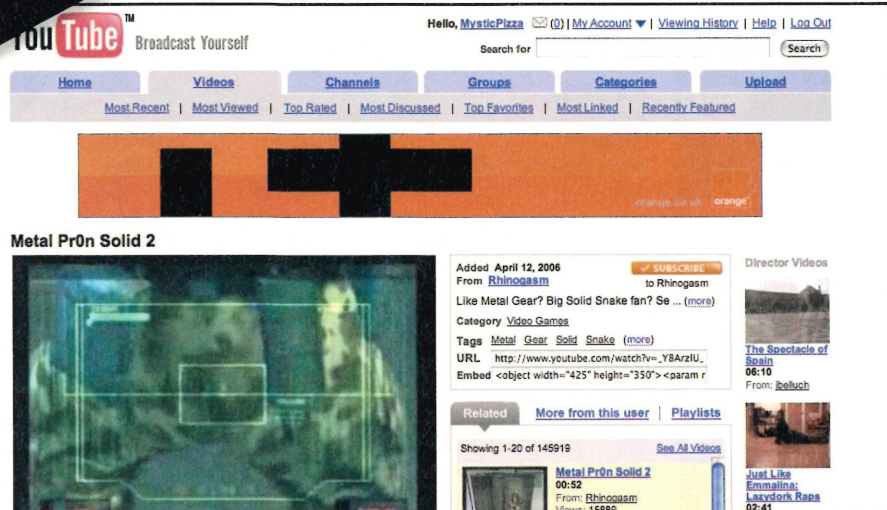 You Tube TM
Broadcast Yourself
Hello, MysticPizza (0) | My Account | Viewing History | Help | Log Out
Search for
Search
Home Videos Channels Groups Categories Upload
Most Recent | Most Viewed | Top Rated | Most Discussed | Top Favorites | Most Linked | Recently Featured
orange.co.uk orange
Metal Pr0n Solid 2
Added April 12, 2006
From Rhinogasm
SUBSCRIBE
to Rhinogasm
Like Metal Gear? Big Solid Snake fan? Se ... (more)
Category Video Games
Tags Metal Gear Solid Snake (more)
URL http://www.youtube.com/watch?v=_Y8ArzIU_
Embed <object width="425" height="350"><param r
Related More from this user | Playlists
Showing 1-20 of 145919 See All Videos
Metal Pr0n Solid 2
00:52
From: Rhinogasm
Views: 15889
Director Videos
The Spectacle of
Spain
06:10
From: jbelluch
Just Like
Emmalina:
Lazydork Raps
02:41